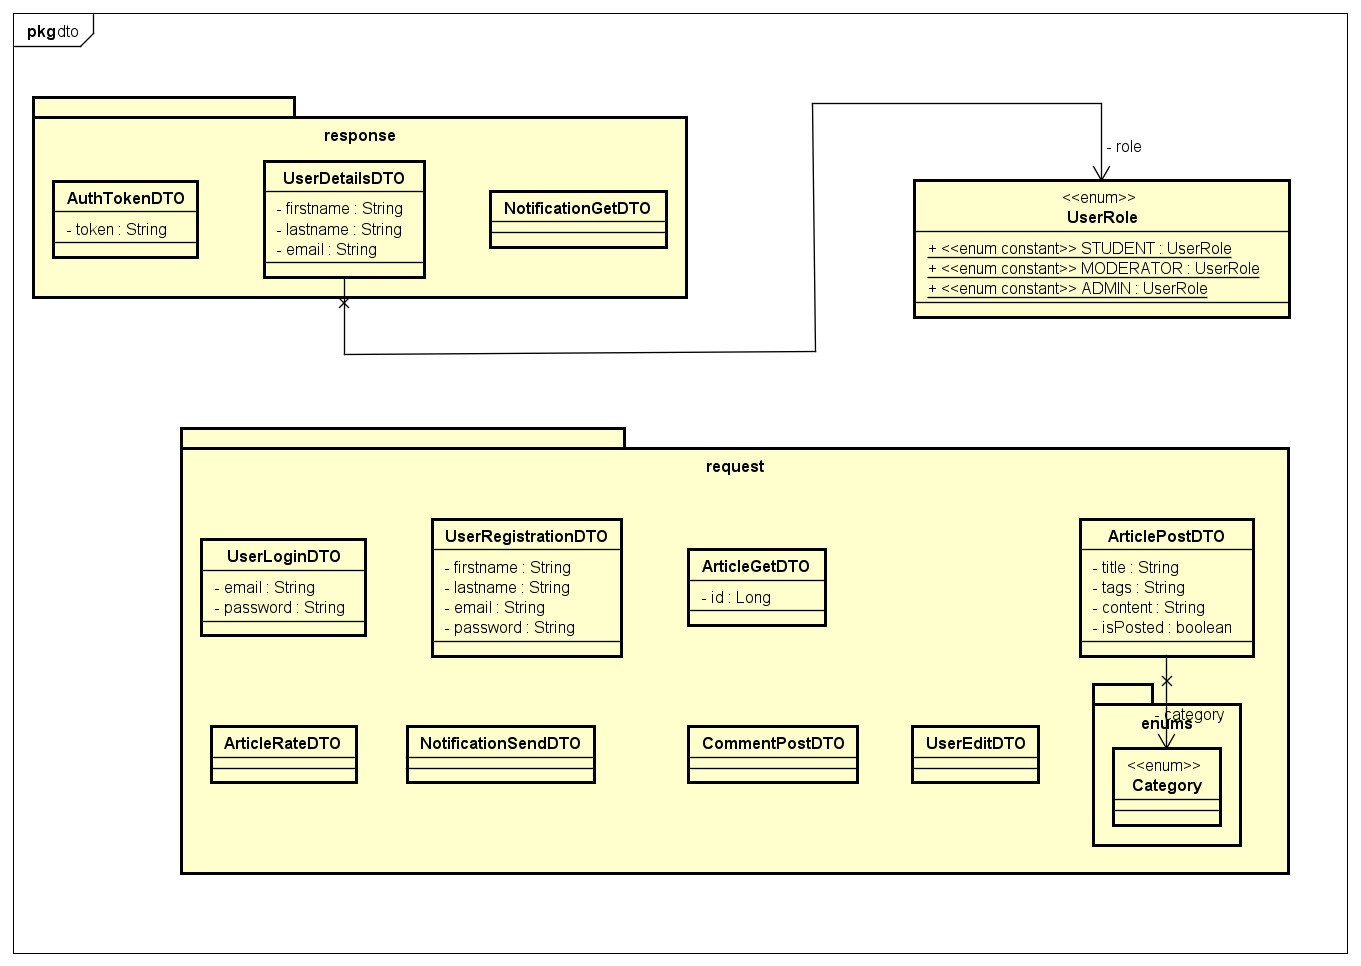 pkg dto
response
AuthTokenDTO
- token : String
UserDetailsDTO
- firstname : String
- lastname : String
- email : String
NotificationGetDTO
- role
<<enum>>
UserRole
+ <<enum constant>> STUDENT : UserRole
+ <<enum constant>> MODERATOR : UserRole
+ <<enum constant>> ADMIN : UserRole
request
UserLoginDTO
- email : String
- password : String
UserRegistrationDTO
- firstname : String
- lastname : String
- email : String
- password : String
ArticleGetDTO
- id : Long
ArticlePostDTO
- title : String
- tags : String
- content : String
- isPosted : boolean
ArticleRateDTO
NotificationSendDTO
CommentPostDTO
UserEditDTO
- category
enums
<<enum>>
Category